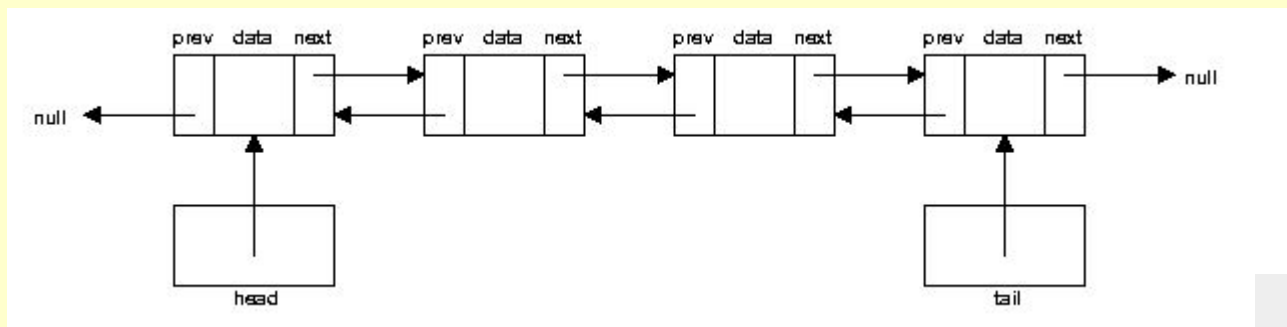 prev data next prev data next prev data next prev data next
null
null
head
tail